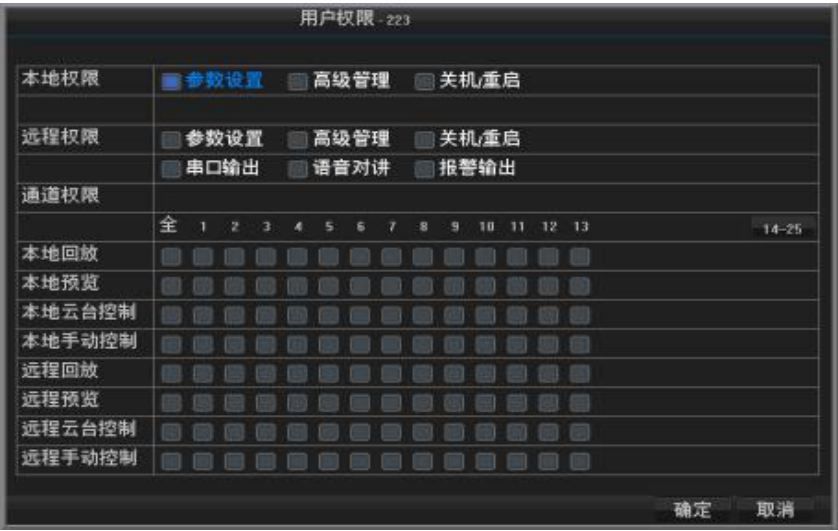 用户权限 - 223
本地权限 参数设置 高级管理 关机/重启
远程权限 参数设置 高级管理 关机/重启
串口输出 语音对讲 报警输出
通道权限
全 1 2 3 4 5 6 7 8 9 10 11 12 13 14-25
本地回放
本地预览
本地云台控制
本地手动控制
远程回放
远程预览
远程云台控制
远程手动控制
确定 取消